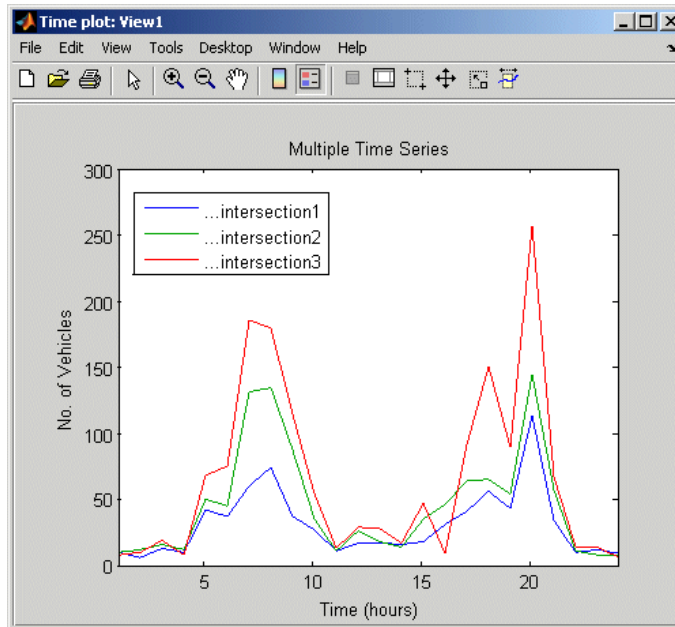 Time plot: View1
File Edit View Tools Desktop Window Help
Multiple Time Series
300
250
200
150
100
50
0
No. of Vehicles
...intersection1
...intersection2
...intersection3
5 10 15 20
Time (hours)